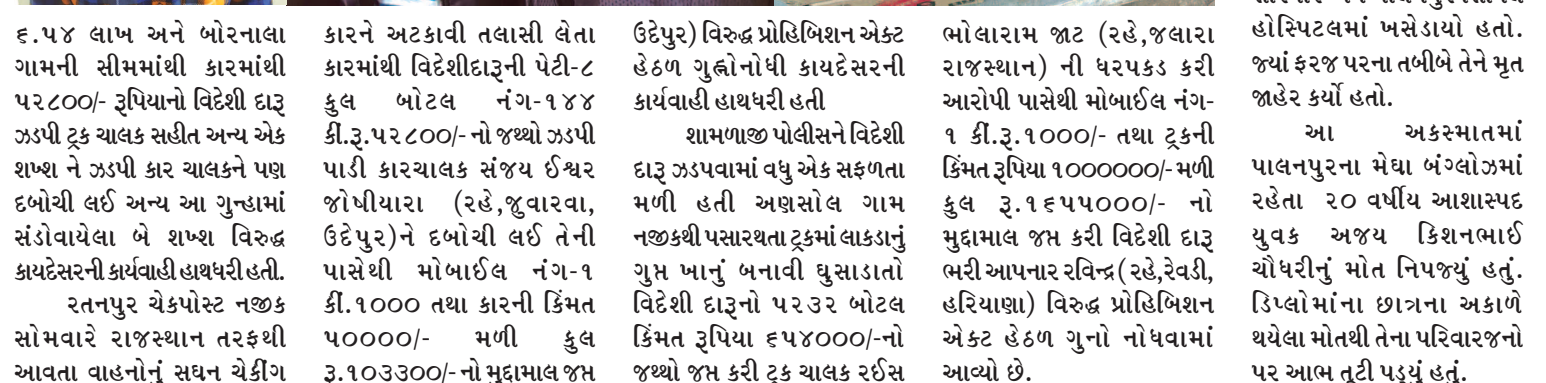 ૬.૫૪ લાખ અને બોરનાલા
ગામની સીમમાંથી કારમાંથી
૫૨૮૦૦/- રૂપિયાનો વિદેશી દારૂ
ઝડપી ટ્રક ચાલક સહીત અન્ય એક
શખ્શ ને ઝડપી કાર ચાલકને પણ
દબોચી લઈ અન્ય આ ગુન્હામાં
સંડોવાયેલા બે શખ્શ વિરુદ્ધ
કાયદેસરની કાર્યવાહી હાથધરી હતી.
રતનપુર ચેકપોસ્ટ નજીક
સોમવારે રાજસ્થાન તરફથી
આવતા વાહનોનું સઘન ચેકીંગ
કારને અટકાવી તલાસી લેતા
કારમાંથી વિદેશીદારૂની પેટી-૮
કુલ બોટલ નંગ-૧૪૪
કીં.રૂ.૫૨૮૦૦/- નો જથ્થો ઝડપી
પાડી કારચાલક સંજય ઈશ્વર
જોષીયારા (રહે,જુવારવા,
ઉદેપુર)ને દબોચી લઈ તેની
પાસેથી મોબાઈલ નંગ-૧
કીં.૧૦૦૦ તથા કારની કિંમત
૫૦૦૦૦/- મળી કુલ
રૂ.૧૦૩૩૦૦/- નો મુદ્દામાલ જપ્ત
ઉદેપુર) વિરુદ્ધ પ્રોહિબિશન એક્ટ
હેઠળ ગુહ્નોનોધી કાયદેસરની
કાર્યવાહી હાથધરી હતી
શામળાજી પોલીસને વિદેશી
દારૂ ઝડપવામાં વધુ એક સફળતા
મળી હતી અણસોલ ગામ
નજીકથી પસારથતા ટ્રકમાં લાકડાનું
ગુપ્ત ખાનું બનાવી ઘુસાડાતો
વિદેશી દારૂનો ૫૨૩૨ બોટલ
કિંમત રૂપિયા ૬૫૪૦૦૦/-નો
જથ્થો જપ્ત કરી ટ્રક ચાલક રઈસ
ભોલારામ જાટ (રહે,જલારા
રાજસ્થાન) ની ધરપકડ કરી
આરોપી પાસેથી મોબાઈલ નંગ-
૧ કીં.રૂ.૧૦૦૦/- તથા ટ્રકની
કિંમત રૂપિયા ૧૦૦૦૦૦૦/- મળી
કુલ રૂ.૧૬૫૫૦૦૦/- નો
મુદ્દામાલ જપ્ત કરી વિદેશી દારૂ
ભરી આપનાર રવિન્દ્ર(રહે,રેવડી,
હરિયાણા) વિરુદ્ધ પ્રોહિબિશન
એક્ટ હેઠળ ગુનો નોધવામાં
આવ્યો છે.
હોસ્પિટલમાં ખસેડાયો હતો.
જ્યાં ફરજ પરના તબીબે તેને મૃત
જાહેર કર્યો હતો.
આ અકસ્માતમાં
પાલનપુરના મેઘા બંગ્લોઝમાં
રહેતા ૨૦ વર્ષીય આશાસ્પદ
યુવક અજય કિશનભાઈ
ચૌધરીનું મોત નિપજ્યું હતું.
ડિપ્લોમાંના છાત્રના અકાળે
થયેલા મોતથી તેના પરિવારજનો
પર આભ તુટી પડ્યું હતું.